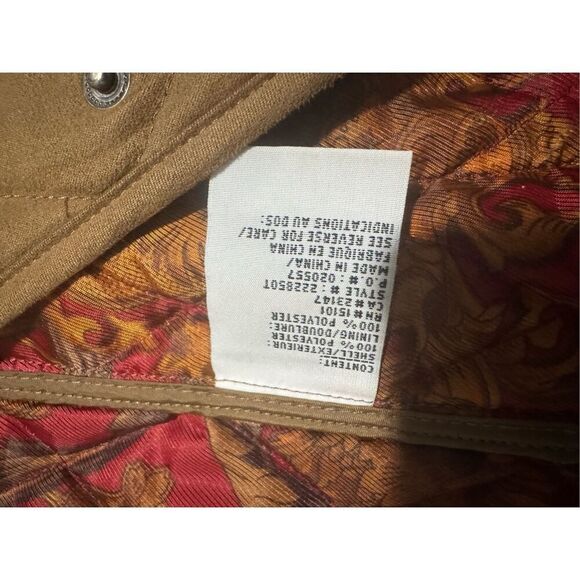 CONTENT:
SHELL/EXTERIEUR:
100% POLYESTER
LINING/DOUBLURE:
100% POLYESTER
RN# 15101
CA# 23147
STYLE # : 222850T
P.O.# : 020557
MADE IN CHINA/
FABRIQUE EN CHINA
SEE REVERSE FOR CARE/
INDICATIONS AU DOS: